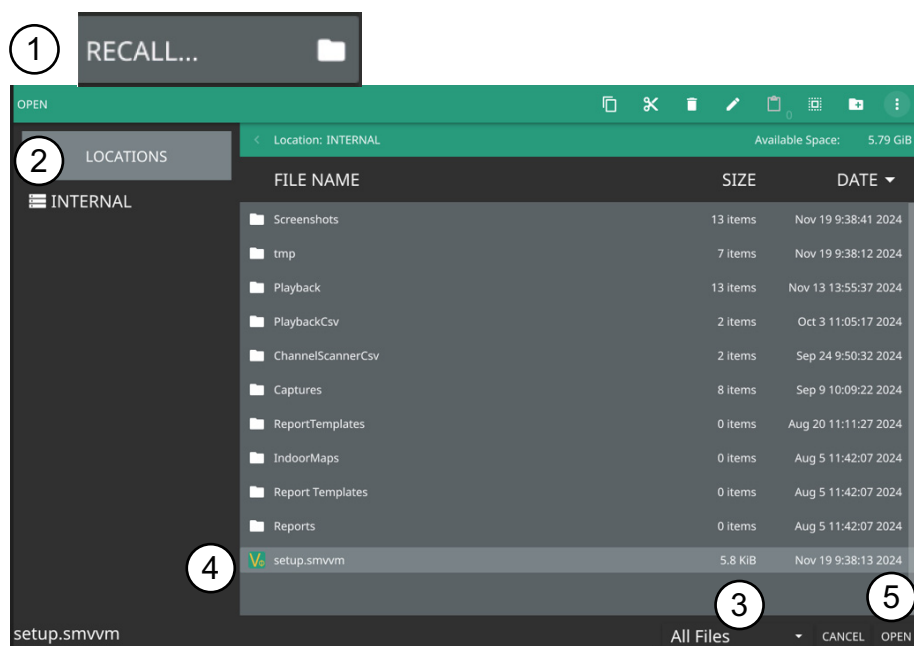 1 RECALL...
OPEN 0
2 LOCATIONS
INTERNAL
Location: INTERNAL Available Space: 5.79 GiB
FILE NAME SIZE DATE
Screenshots 13 items Nov 19 9:38:41 2024
tmp 7 items Nov 19 9:38:12 2024
Playback 13 items Nov 13 13:55:37 2024
PlaybackCsv 2 items Oct 3 11:05:17 2024
ChannelScannerCsv 2 items Sep 24 9:50:32 2024
Captures 8 items Sep 9 10:09:22 2024
ReportTemplates 0 items Aug 20 11:11:27 2024
IndoorMaps 0 items Aug 5 11:42:07 2024
Report Templates 0 items Aug 5 11:42:07 2024
Reports 0 items Aug 5 11:42:07 2024
4 setup.smvvm 5.8 KiB Nov 19 9:38:13 2024
3 5
setup.smvvm All Files CANCEL OPEN